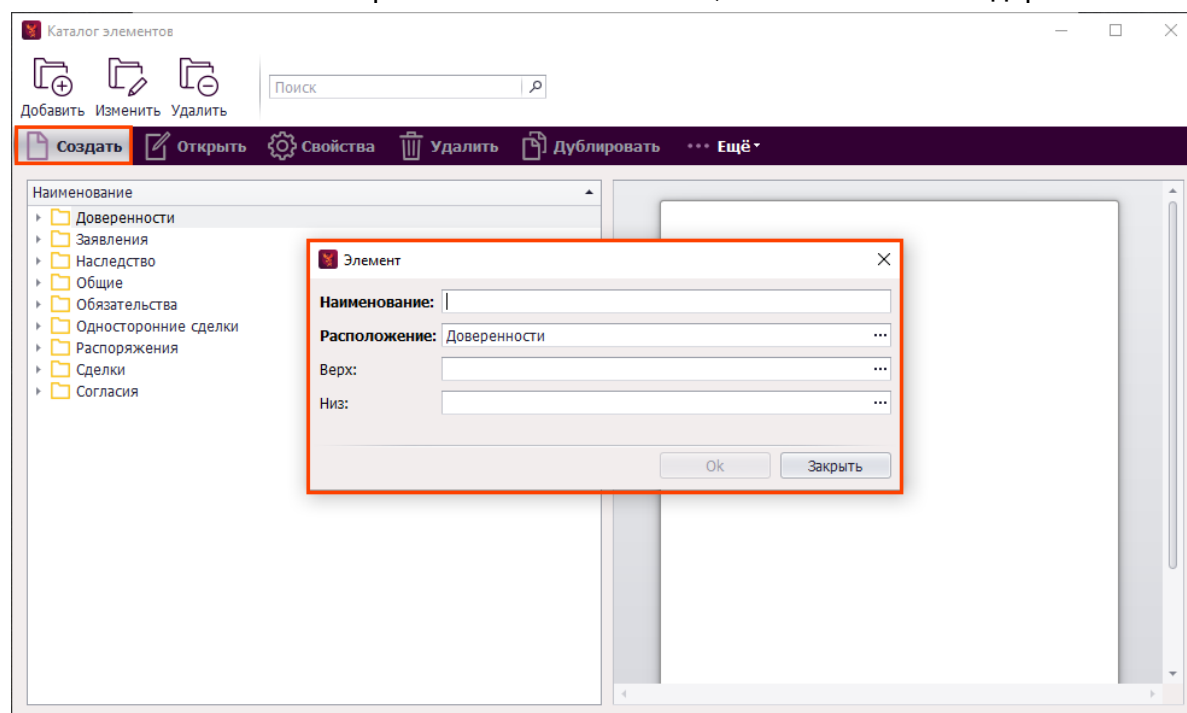 Каталог элементов
Добавить Изменить Удалить
Поиск
Создать Открыть Свойства Удалить Дублировать ··· Ещё
Наименование
Доверенности
Заявления
Наследство
Общие
Обязательства
Односторонние сделки
Распоряжения
Сделки
Согласия
Элемент
Наименование:
Расположение: Доверенности ...
Верх: ...
Низ: ...
Ok Закрыть